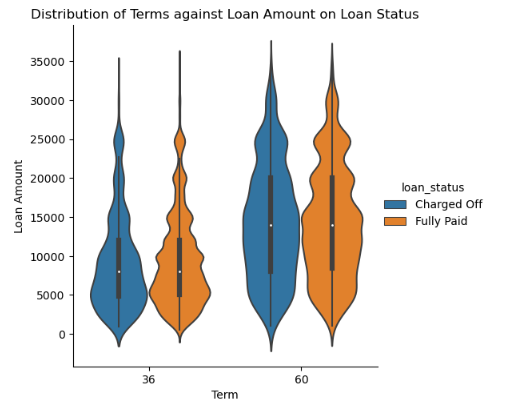 Distribution of Terms against Loan Amount on Loan Status
35000
30000
25000
20000
15000
10000
5000
0
Loan Amount
36
60
Term
loan_status
Charged Off
Fully Paid